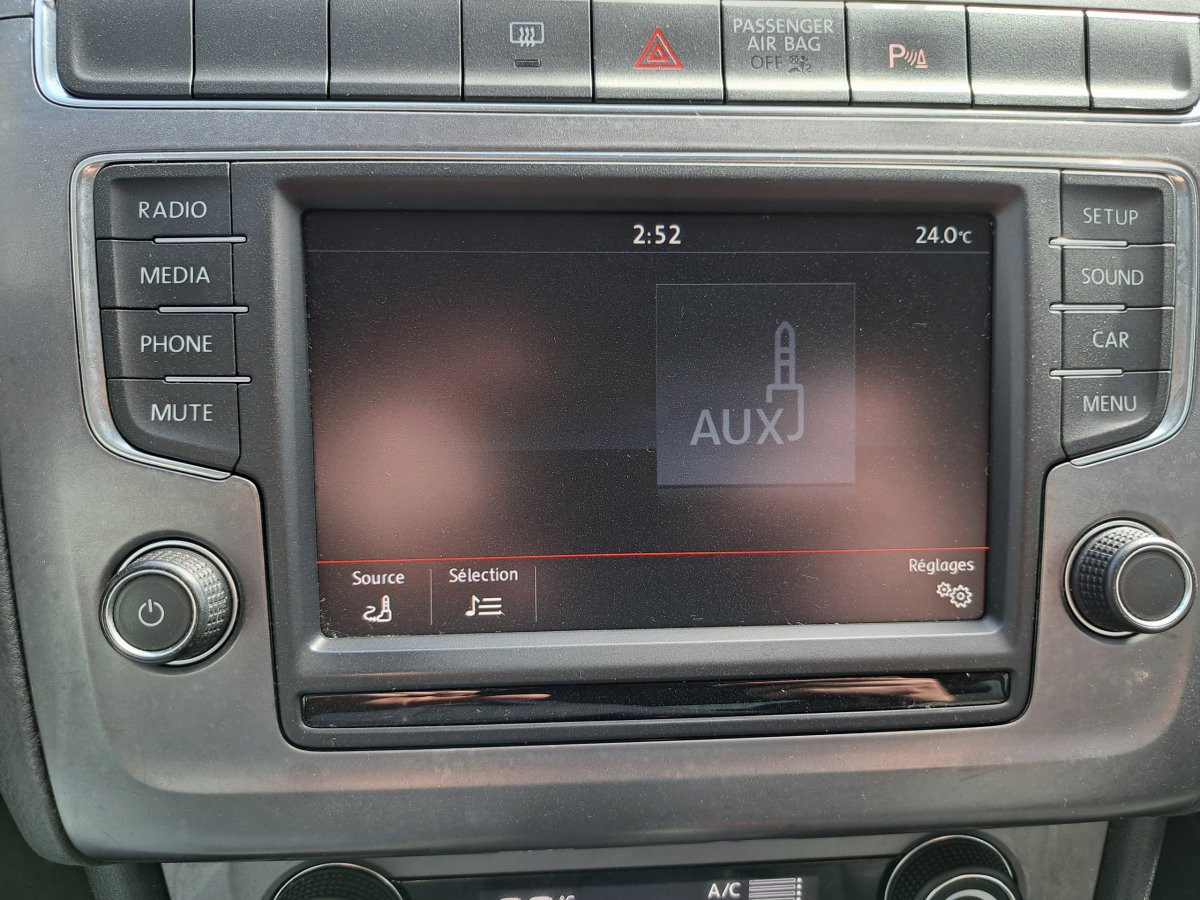 PASSENGER
AIR BAG
OFF
P
RADIO
MEDIA
PHONE
MUTE
2:52
24.0°C
AUX
Source
Sélection
Réglages
SETUP
SOUND
CAR
MENU
A/C
°C